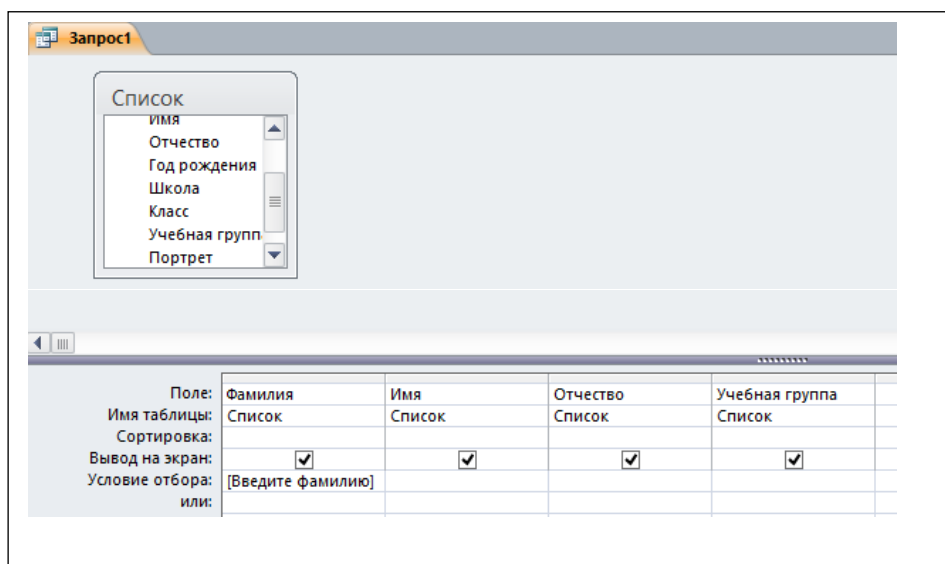 Запрос1
Список
Имя
Отчество
Год рождения
Школа
Класс
Учебная групп
Портрет
Поле: Фамилия Имя Отчество Учебная группа
Имя таблицы: Список Список Список Список
Сортировка:
Вывод на экран:
Условие отбора: [Введите фамилию]
или: